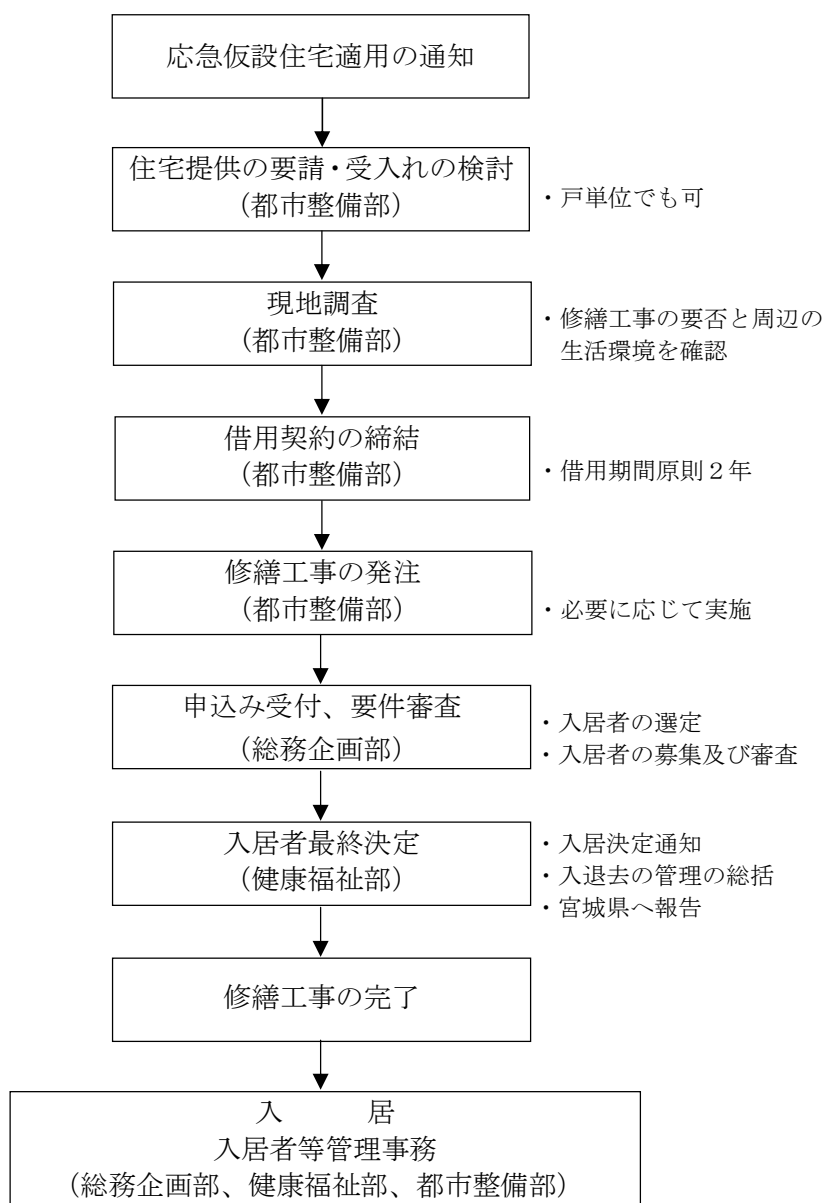 応急仮設住宅適用の通知
住宅提供の要請・受入れの検討
（都市整備部）
・戸単位でも可
現地調査
（都市整備部）
・修繕工事の要否と周辺の
生活環境を確認
借用契約の締結
（都市整備部）
・借用期間原則２年
修繕工事の発注
（都市整備部）
・必要に応じて実施
申込み受付、要件審査
（総務企画部）
・入居者の選定
・入居者の募集及び審査
入居者最終決定
（健康福祉部）
・入居決定通知
・入退去の管理の総括
・宮城県へ報告
修繕工事の完了
入　　居
入居者等管理事務
（総務企画部、健康福祉部、都市整備部）